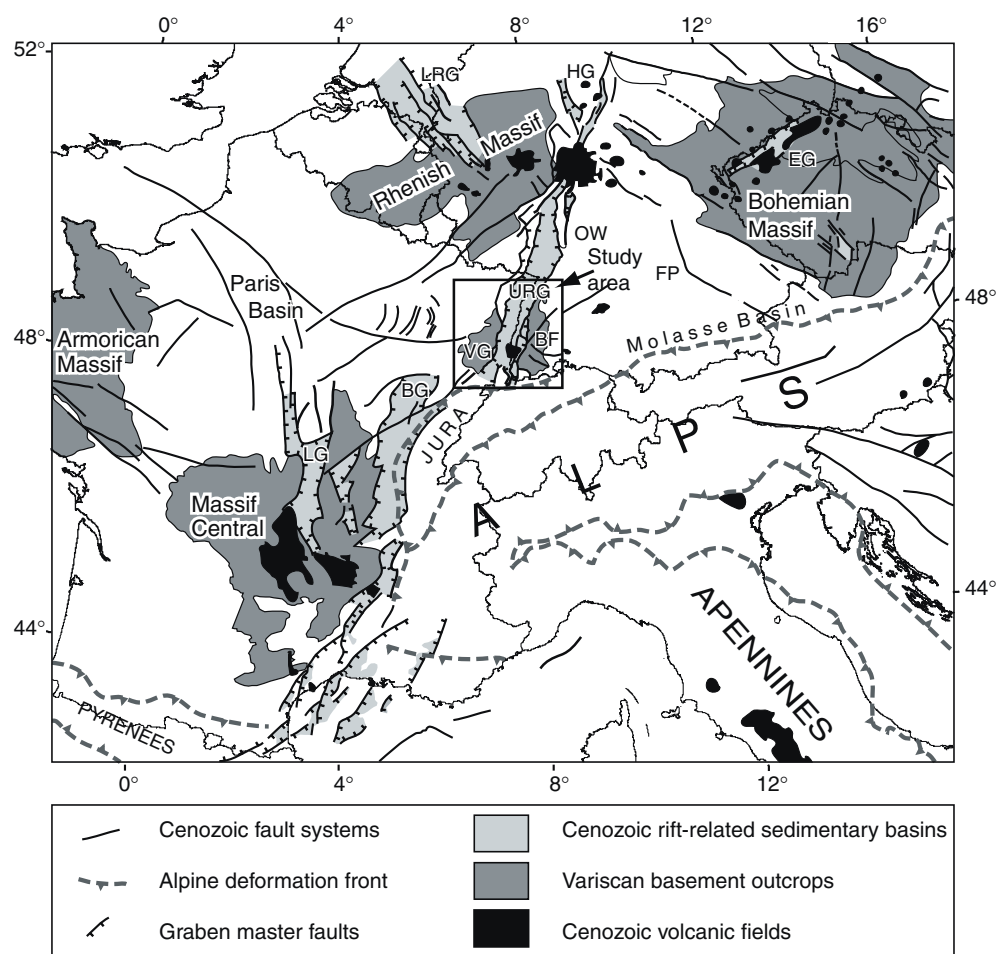 0° 4° 8° 12° 16°
52°
LRG
HG
Massif
Rhenish
EG
Bohemian
Massif
OW
Study
area
FP
Paris
Basin
URG
48°
48°
Armorican
Massif
VG
BF
Molasse Basin
BG
JURA
ALPS
LG
Massif
Central
44°
44°
APENNINES
PYRENÉES
0° 4° 8° 12°
Cenozoic fault systems
Cenozoic rift-related sedimentary basins
Alpine deformation front
Variscan basement outcrops
Graben master faults
Cenozoic volcanic fields